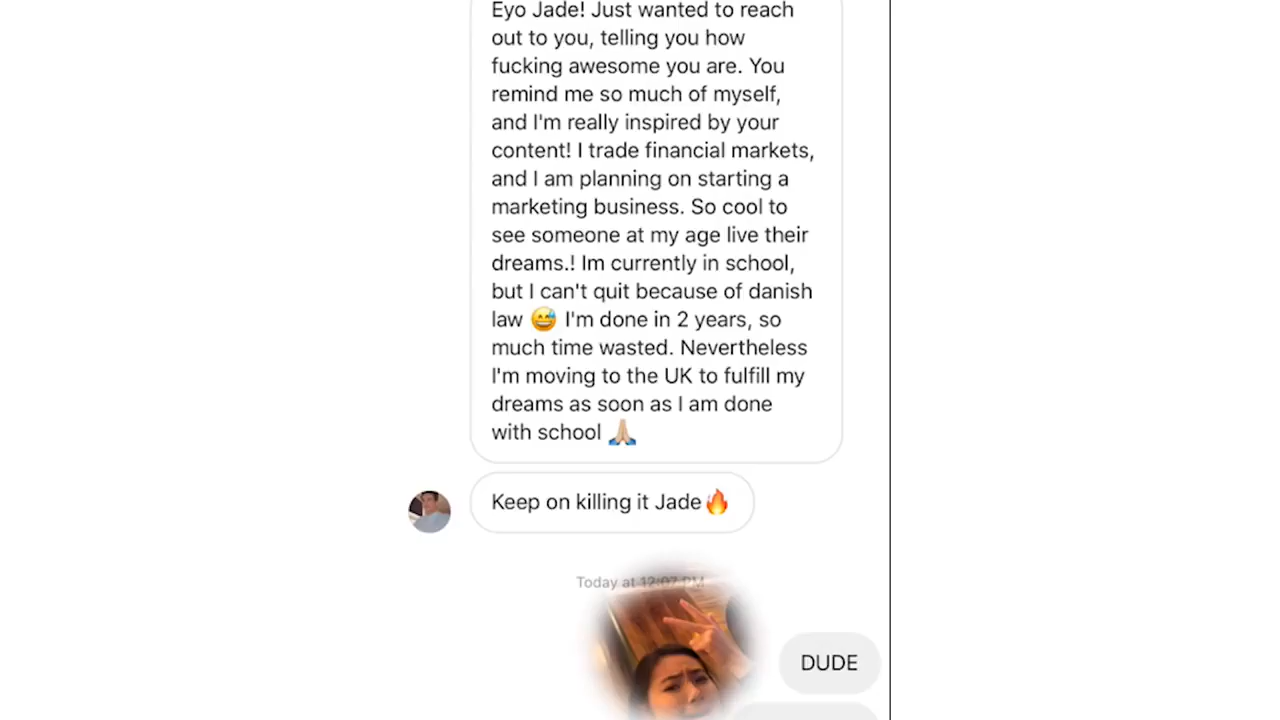 Eyo Jade! Just wanted to reach
out to you, telling you how
fucking awesome you are. You
remind me so much of myself,
and I'm really inspired by your
content! I trade financial markets,
and I am planning on starting a
marketing business. So cool to
see someone at my age live their
dreams.! Im currently in school,
but I can't quit because of danish
law 😅 I'm done in 2 years, so
much time wasted. Nevertheless
I'm moving to the UK to fulfill my
dreams as soon as I am done
with school 🙏🏼
Keep on killing it Jade🔥
Today at 12:07 PM
DUDE